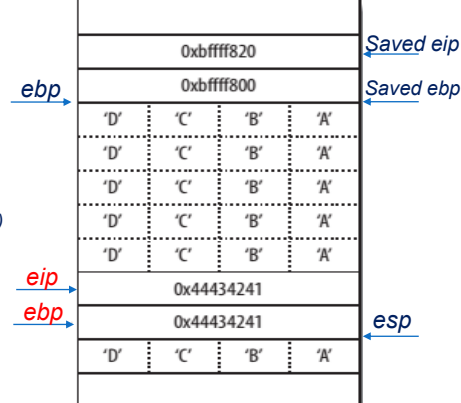 0xbffff820 Saved eip
ebp 0xbffff800 Saved ebp
'D' 'C' 'B' 'A'
'D' 'C' 'B' 'A'
'D' 'C' 'B' 'A'
'D' 'C' 'B' 'A'
)
'D' 'C' 'B' 'A'
eip 0x44434241
ebp 0x44434241 esp
'D' 'C' 'B' 'A'